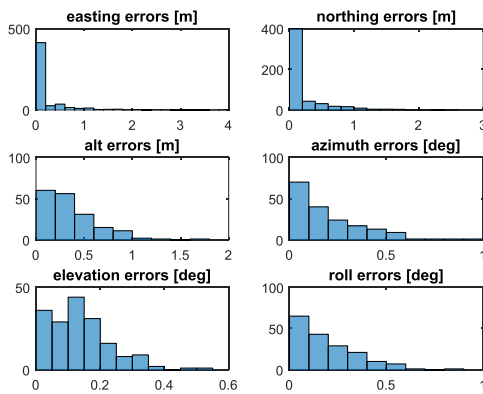 easting errors [m]
500
0
0 1 2 3 4
northing errors [m]
400
200
0
0 1 2 3
alt errors [m]
100
50
0
0 0.5 1 1.5 2
azimuth errors [deg]
100
50
0
0 0.5 1
elevation errors [deg]
50
0
0 0.2 0.4 0.6
roll errors [deg]
100
50
0
0 0.5 1